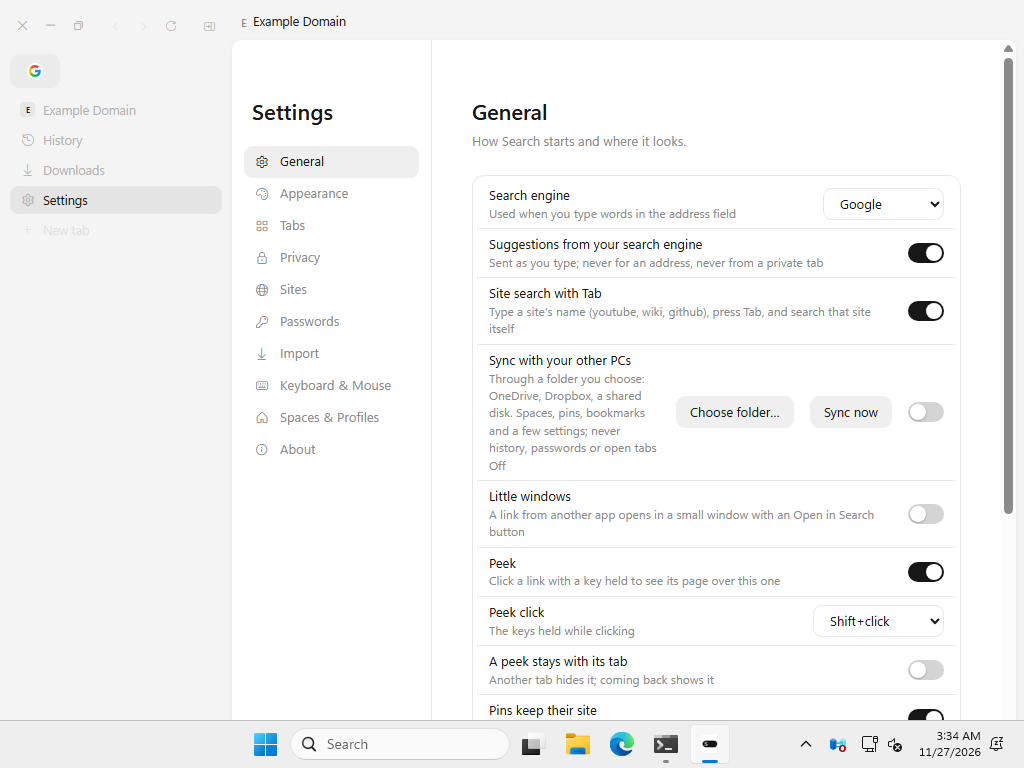 E Example Domain
E Example Domain
History
Downloads
Settings
New tab
Settings
General
Appearance
Tabs
Privacy
Sites
Passwords
Import
Keyboard & Mouse
Spaces & Profiles
About
General
How Search starts and where it looks.
Search engine
Used when you type words in the address field
Google
Suggestions from your search engine
Sent as you type; never for an address, never from a private tab
Site search with Tab
Type a site's name (youtube, wiki, github), press Tab, and search that site
itself
Sync with your other PCs
Through a folder you choose:
OneDrive, Dropbox, a shared
disk. Spaces, pins, bookmarks
and a few settings; never
history, passwords or open tabs
Off
Choose folder...
Sync now
Little windows
A link from another app opens in a small window with an Open in Search
button
Peek
Click a link with a key held to see its page over this one
Peek click
The keys held while clicking
Shift+click
A peek stays with its tab
Another tab hides it; coming back shows it
Pins keep their site
Search
3:34 AM
11/27/2026